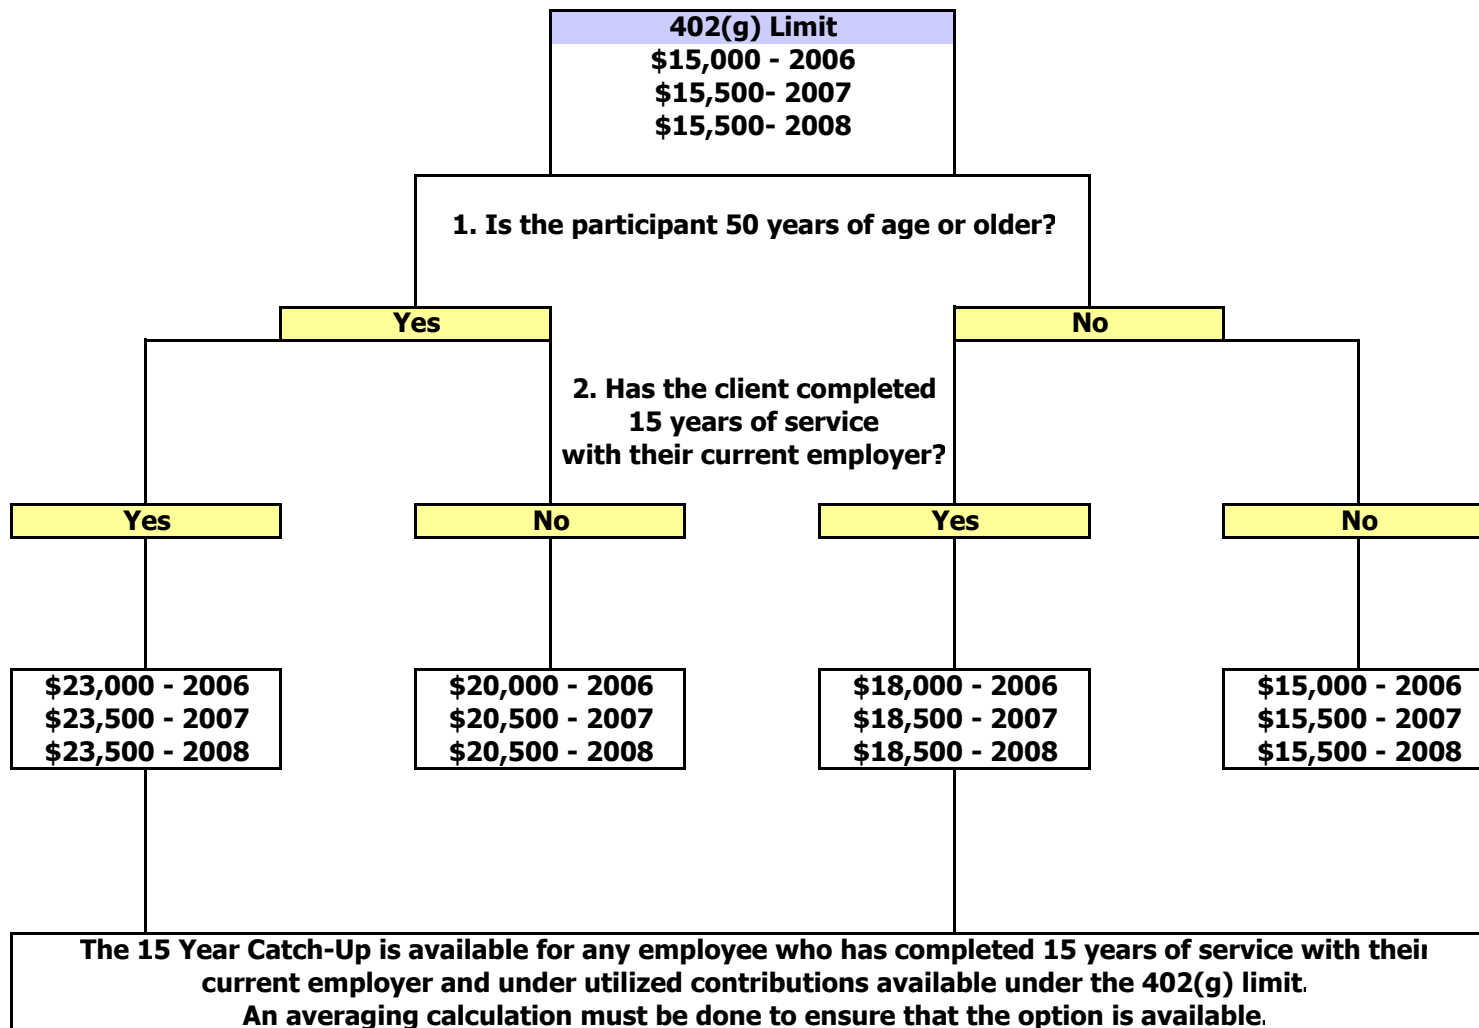 402(g) Limit
$15,000 - 2006
$15,500- 2007
$15,500- 2008
1. Is the participant 50 years of age or older?
Yes
No
2. Has the client completed
15 years of service
with their current employer?
Yes
No
Yes
No
$23,000 - 2006
$23,500 - 2007
$23,500 - 2008
$20,000 - 2006
$20,500 - 2007
$20,500 - 2008
$18,000 - 2006
$18,500 - 2007
$18,500 - 2008
$15,000 - 2006
$15,500 - 2007
$15,500 - 2008
The 15 Year Catch-Up is available for any employee who has completed 15 years of service with their
current employer and under utilized contributions available under the 402(g) limit.
An averaging calculation must be done to ensure that the option is available.